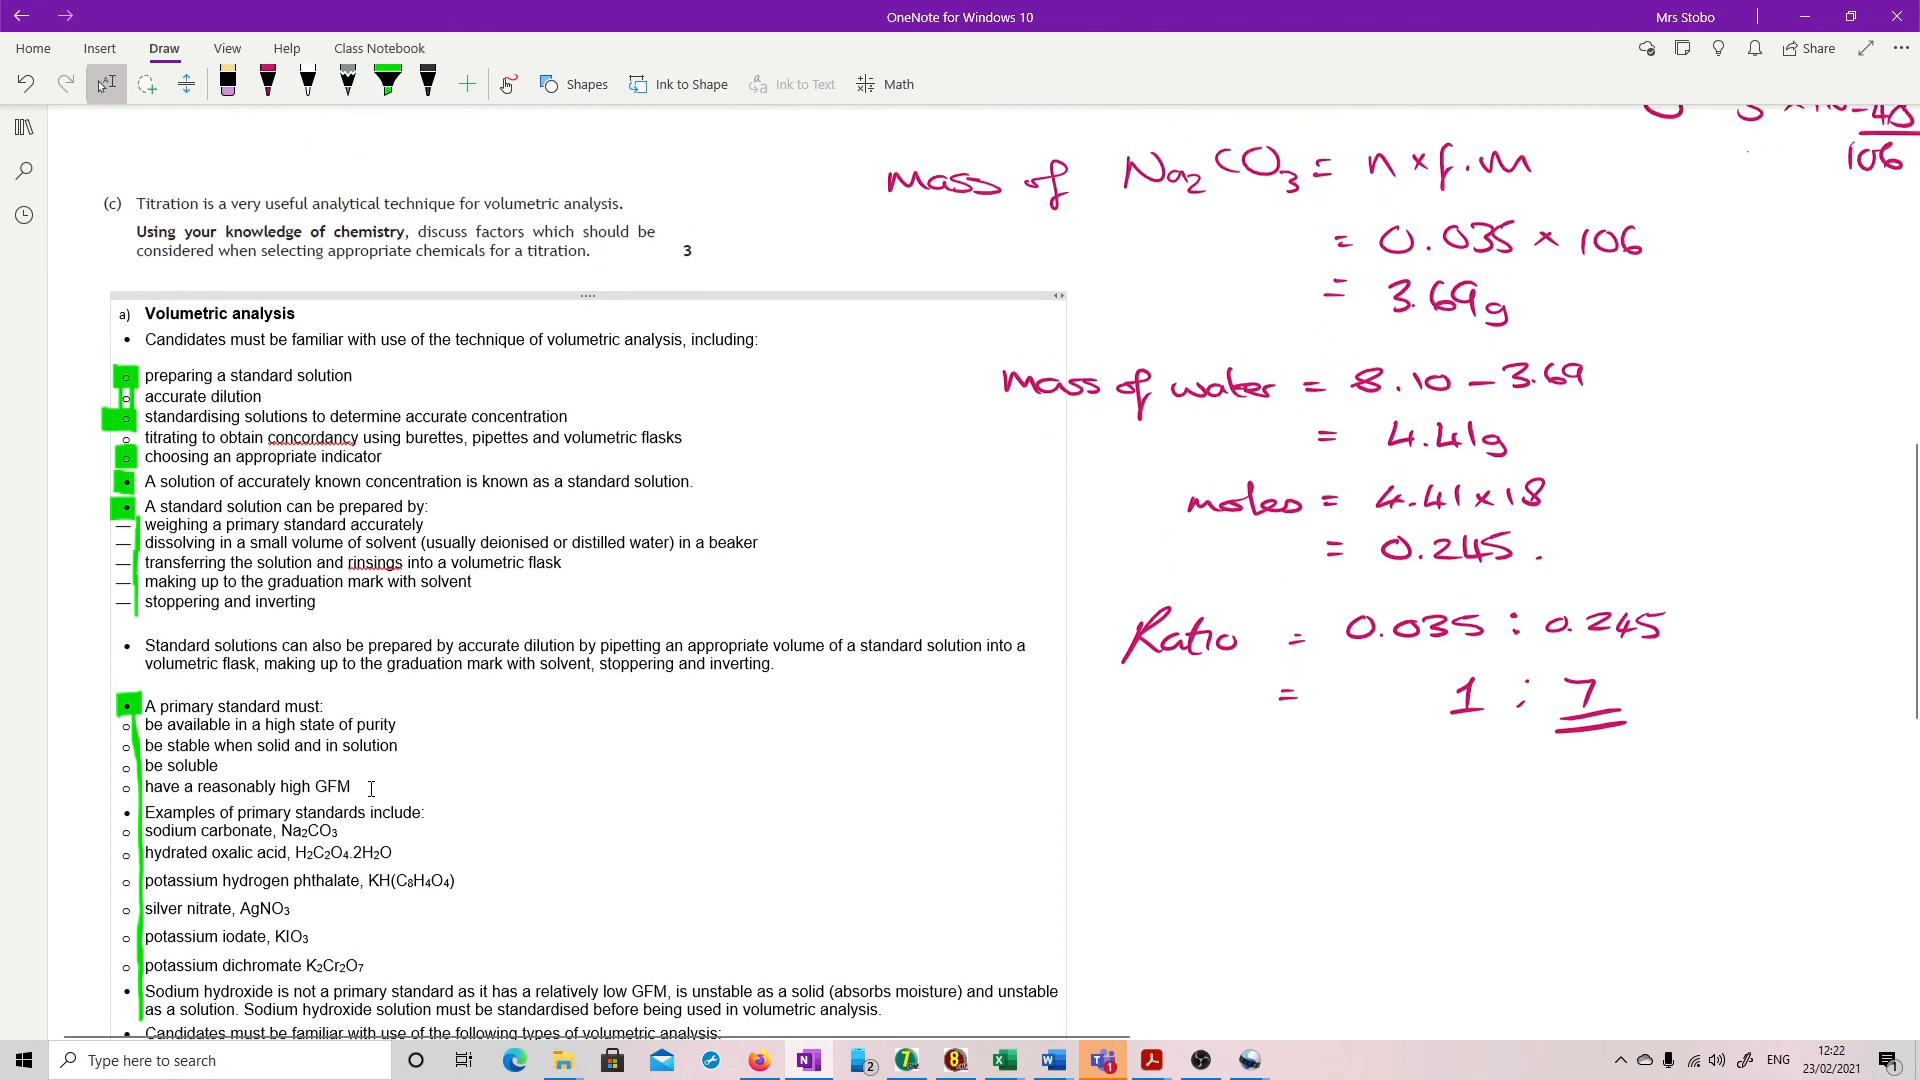 OneNote for Windows 10
Mrs Stobo
Home Insert Draw View Help Class Notebook
Share
Shapes Ink to Shape Ink to Text Math
106
(c) Titration is a very useful analytical technique for volumetric analysis.
Using your knowledge of chemistry, discuss factors which should be
considered when selecting appropriate chemicals for a titration. 3
a) Volumetric analysis
• Candidates must be familiar with use of the technique of volumetric analysis, including:
○ preparing a standard solution
○ accurate dilution
○ standardising solutions to determine accurate concentration
○ titrating to obtain concordancy using burettes, pipettes and volumetric flasks
○ choosing an appropriate indicator
• A solution of accurately known concentration is known as a standard solution.
• A standard solution can be prepared by:
— weighing a primary standard accurately
— dissolving in a small volume of solvent (usually deionised or distilled water) in a beaker
— transferring the solution and rinsings into a volumetric flask
— making up to the graduation mark with solvent
— stoppering and inverting
• Standard solutions can also be prepared by accurate dilution by pipetting an appropriate volume of a standard solution into a
volumetric flask, making up to the graduation mark with solvent, stoppering and inverting.
• A primary standard must:
○ be available in a high state of purity
○ be stable when solid and in solution
○ be soluble
○ have a reasonably high GFM
• Examples of primary standards include:
○ sodium carbonate, Na2CO3
○ hydrated oxalic acid, H2C2O4.2H2O
○ potassium hydrogen phthalate, KH(C8H4O4)
○ silver nitrate, AgNO3
○ potassium iodate, KIO3
○ potassium dichromate K2Cr2O7
• Sodium hydroxide is not a primary standard as it has a relatively low GFM, is unstable as a solid (absorbs moisture) and unstable
as a solution. Sodium hydroxide solution must be standardised before being used in volumetric analysis.
• Candidates must be familiar with use of the following types of volumetric analysis:
mass of Na2CO3 = n × f.m
= 0.035 × 106
= 3.69g
mass of water = 8.10 - 3.69
= 4.41g
moles = 4.41 × 18
= 0.245.
Ratio = 0.035 : 0.245
= 1 : 7
Type here to search
ENG
12:22
23/02/2021